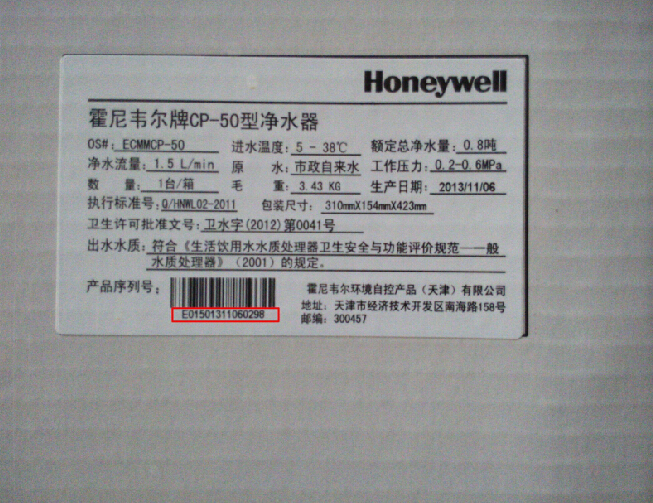 Honeywell
霍尼韦尔牌CP-50型净水器
OS#: ECMMCP-50 进水温度: 5 - 38℃ 额定总净水量: 0.8吨
净水流量: 1.5 L/min 原 水: 市政自来水 工作压力: 0.2-0.6MPa
数 量: 1台/箱 毛 重: 3.43 KG 生产日期: 2013/11/06
执行标准号: Q/HNWL02-2011 包装尺寸: 310mmX154mmX423mm
卫生许可批准文号: 卫水字(2012)第0041号
出水水质: 符合《生活饮用水水质处理器卫生安全与功能评价规范——一般
水质处理器》(2001)的规定。
产品序列号:
E01501311060298
霍尼韦尔环境自控产品(天津)有限公司
地址: 天津市经济技术开发区南海路158号
邮编: 300457